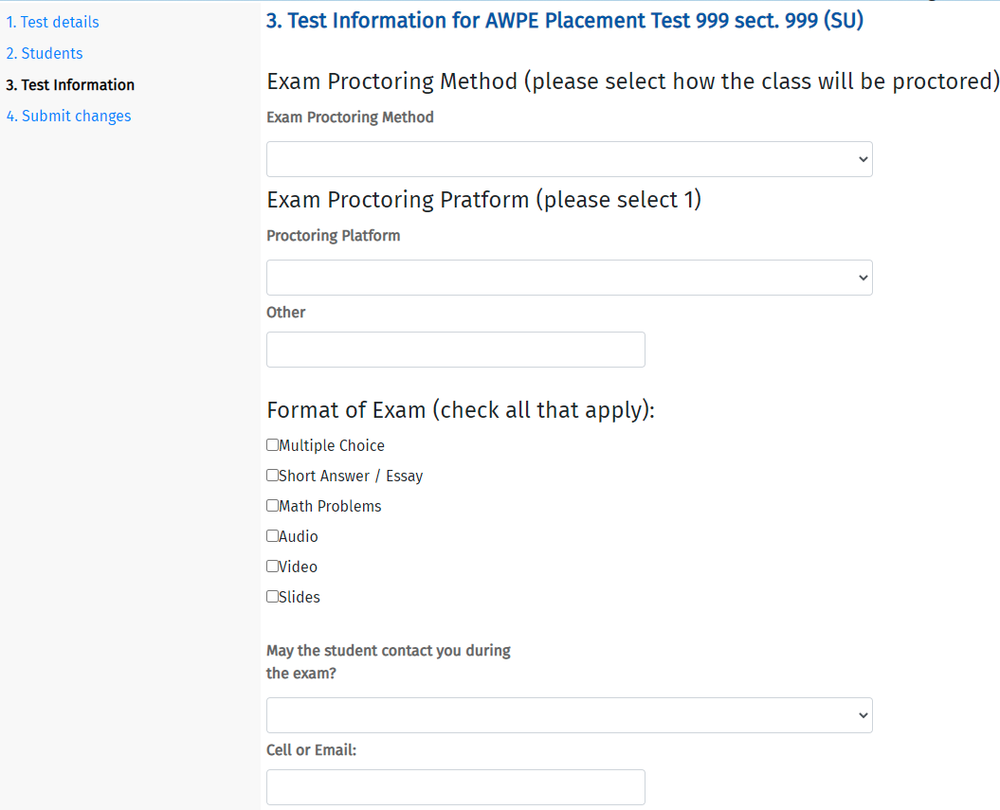 1. Test details
2. Students
3. Test Information
4. Submit changes
3. Test Information for AWPE Placement Test 999 sect. 999 (SU)
Exam Proctoring Method (please select how the class will be proctored)
Exam Proctoring Method
Exam Proctoring Pratform (please select 1)
Proctoring Platform
Other
Format of Exam (check all that apply):
Multiple Choice
Short Answer / Essay
Math Problems
Audio
Video
Slides
May the student contact you during
the exam?
Cell or Email: